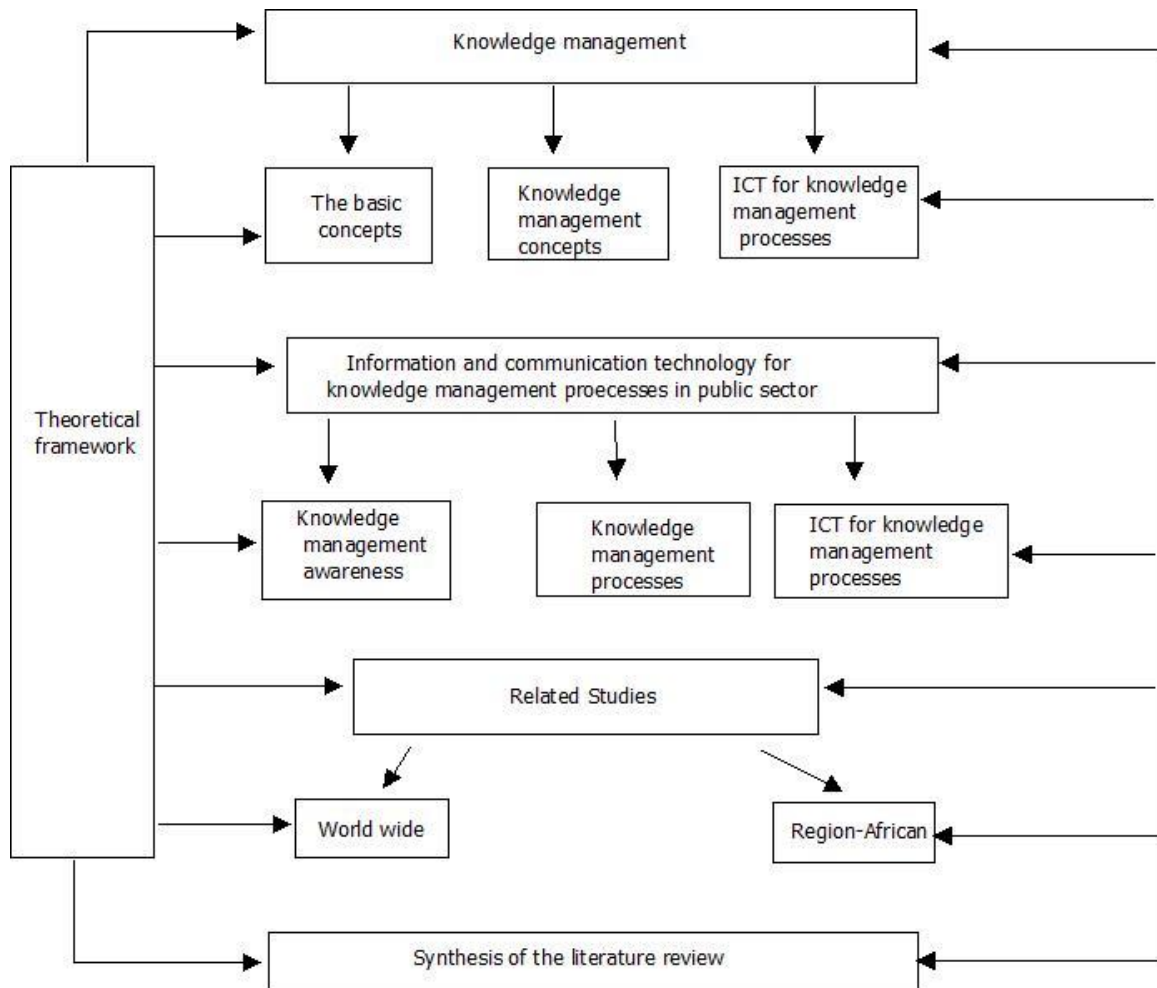 Knowledge management
The basic
concepts
Knowledge
management
concepts
ICT for knowledge
management
processes
Information and communication technology for
knowledge management proecesses in public sector
Theoretical
framework
Knowledge
management
awareness
Knowledge
management
processes
ICT for knowledge
management
processes
Related Studies
World wide
Region-African
Synthesis of the literature review